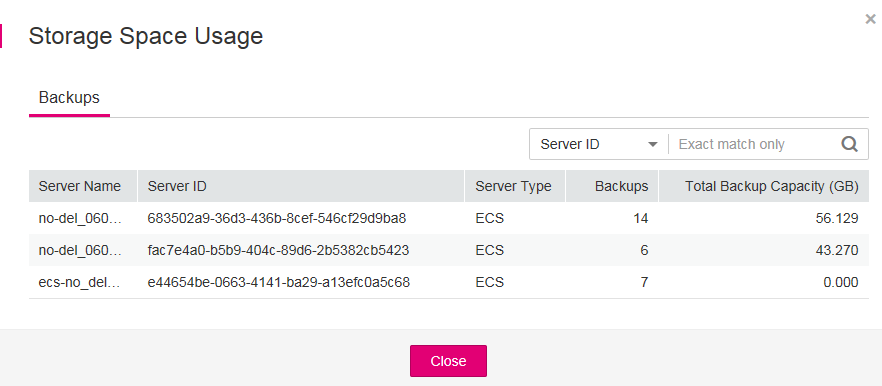 ×
Storage Space Usage
Backups
Server ID Exact match only
Server Name Server ID Server Type Backups Total Backup Capacity (GB)
no-del_060... 683502a9-36d3-436b-8cef-546cf29d9ba8 ECS 14 56.129
no-del_060... fac7e4a0-b5b9-404c-89d6-2b5382cb5423 ECS 6 43.270
ecs-no_del... e44654be-0663-4141-ba29-a13efc0a5c68 ECS 7 0.000
Close